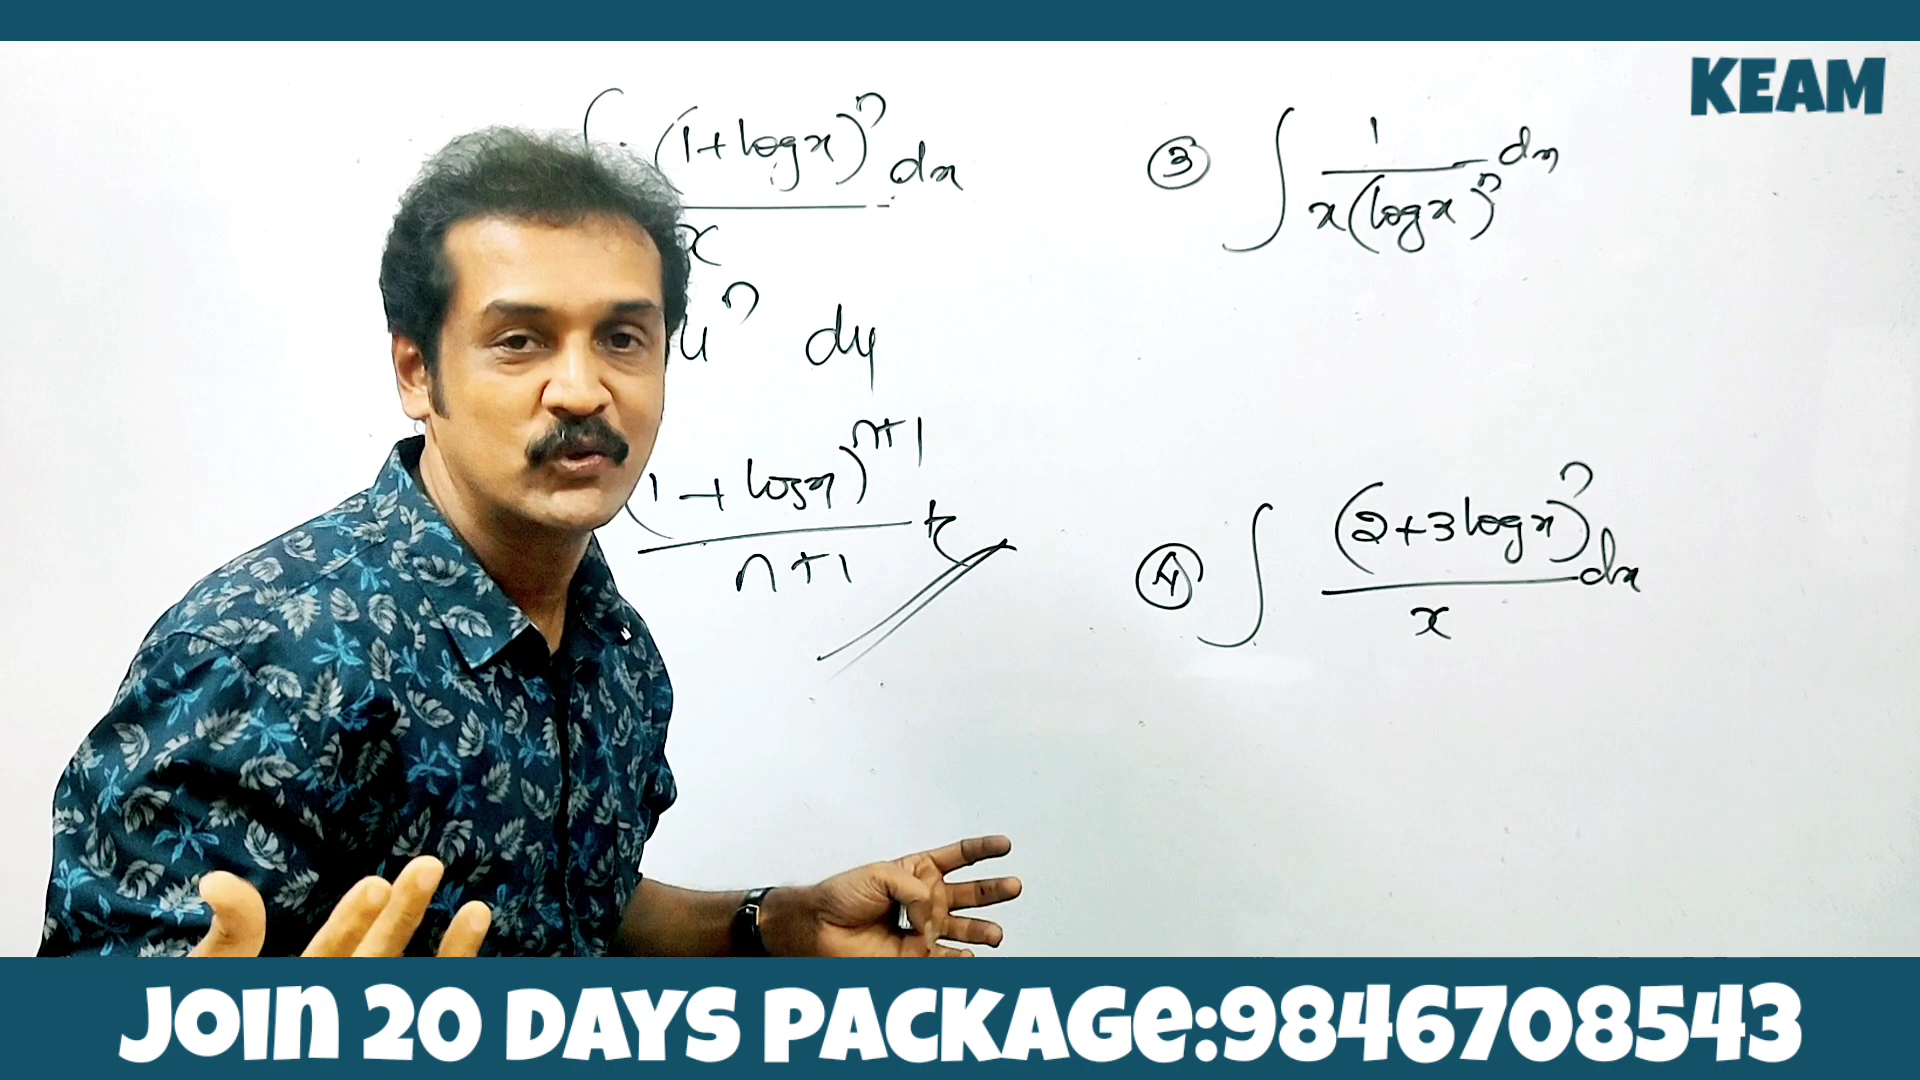 KEAM
∫ (1+logx)ⁿ dx
x
uⁿ du
(1+logx)ⁿ⁺¹
n+1
③ ∫ 1 dx
x(logx)ⁿ
④ ∫ (2+3logx)ⁿ dx
x
JOIN 20 DAYS PACKAGE:9846708543